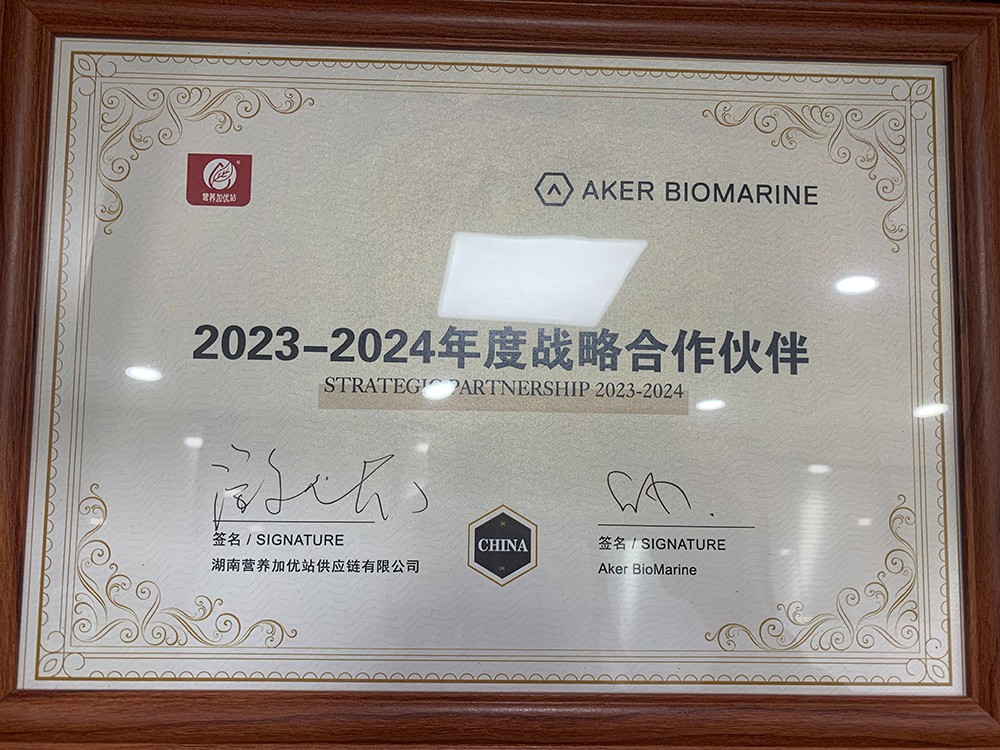 营养加优站
AKER BIOMARINE
2023-2024年度战略合作伙伴
STRATEGIC PARTNERSHIP 2023-2024
签名 / SIGNATURE
湖南营养加优站供应链有限公司
CHINA
签名 / SIGNATURE
Aker BioMarine